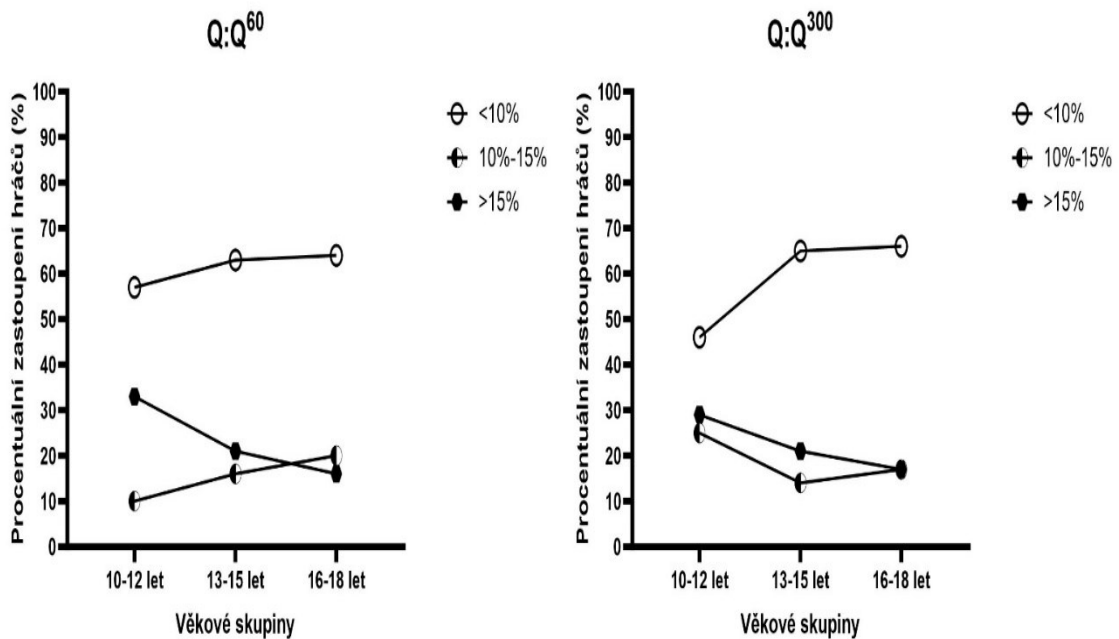 Q:Q60
Procentuální zastoupení hráčů (%)
100
90
80
70
60
50
40
30
20
10
0
10-12 let
13-15 let
16-18 let
Věkové skupiny
<10%
10%-15%
>15%
Q:Q300
Procentuální zastoupení hráčů (%)
100
90
80
70
60
50
40
30
20
10
0
10-12 let
13-15 let
16-18 let
Věkové skupiny
<10%
10%-15%
>15%